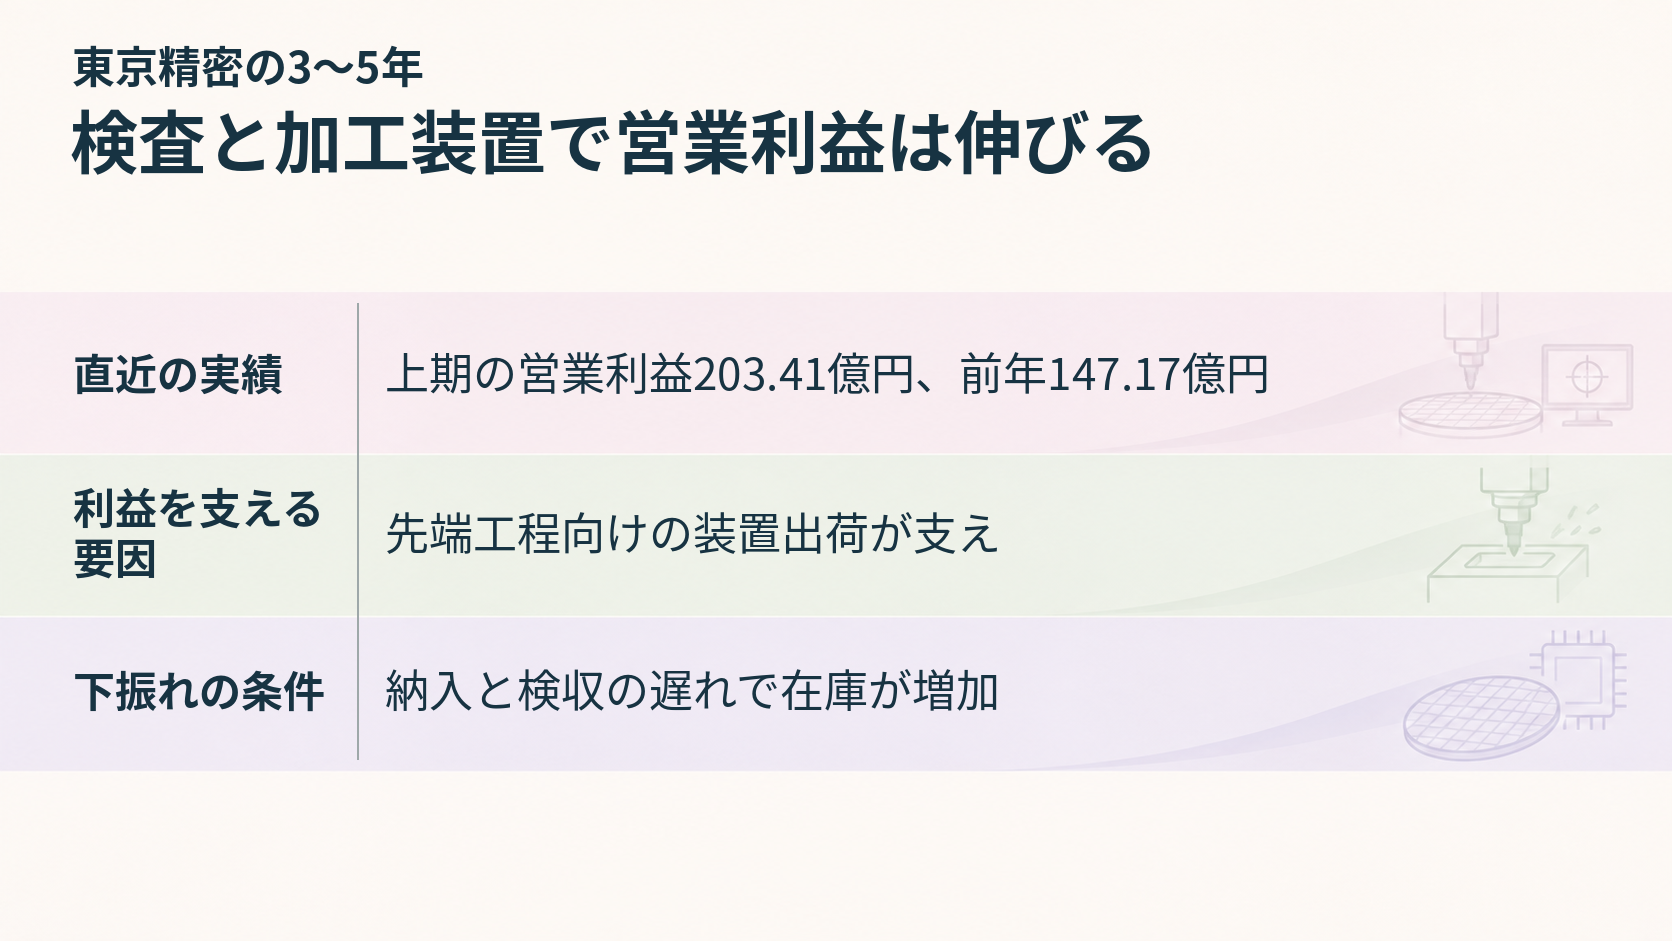 東京精密の3〜5年
検査と加工装置で営業利益は伸びる
直近の実績
上期の営業利益203.41億円、前年147.17億円
利益を支える
要因
先端工程向けの装置出荷が支え
下振れの条件
納入と検収の遅れで在庫が増加